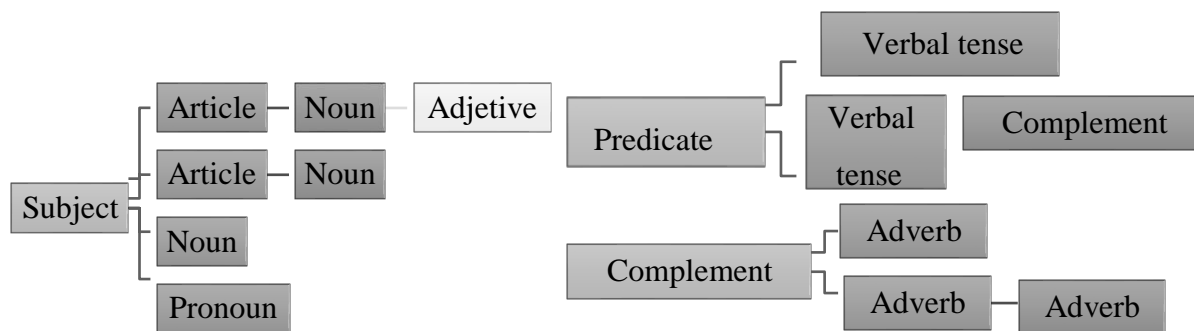 Subject
Article
Noun
Adjetive
Article
Noun
Noun
Pronoun
Predicate
Verbal tense
Verbal
tense
Complement
Complement
Adverb
Adverb
Adverb